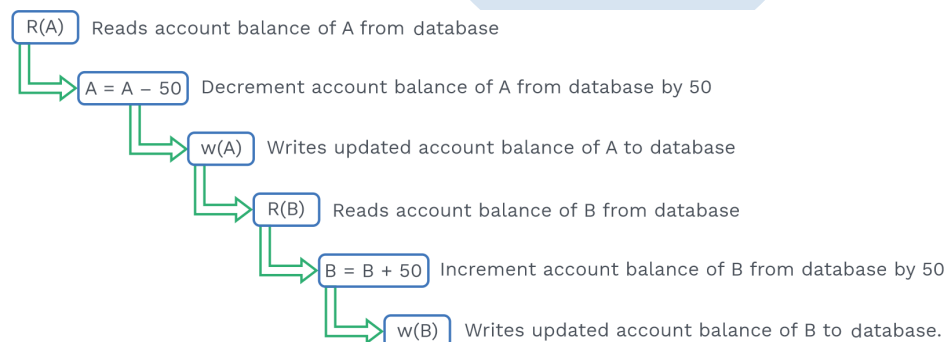 R(A) Reads account balance of A from database
A = A – 50 Decrement account balance of A from database by 50
w(A) Writes updated account balance of A to database
R(B) Reads account balance of B from database
B = B + 50 Increment account balance of B from database by 50
w(B) Writes updated account balance of B to database.